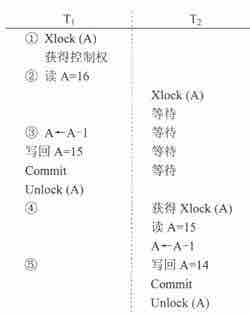 T1 T2
① Xlock (A)
获得控制权
② 读 A=16
Xlock (A)
等待
③ A←A-1 等待
写回 A=15 等待
Commit 等待
Unlock (A)
④ 获得 Xlock (A)
读 A=15
A←A-1
⑤ 写回 A=14
Commit
Unlock (A)